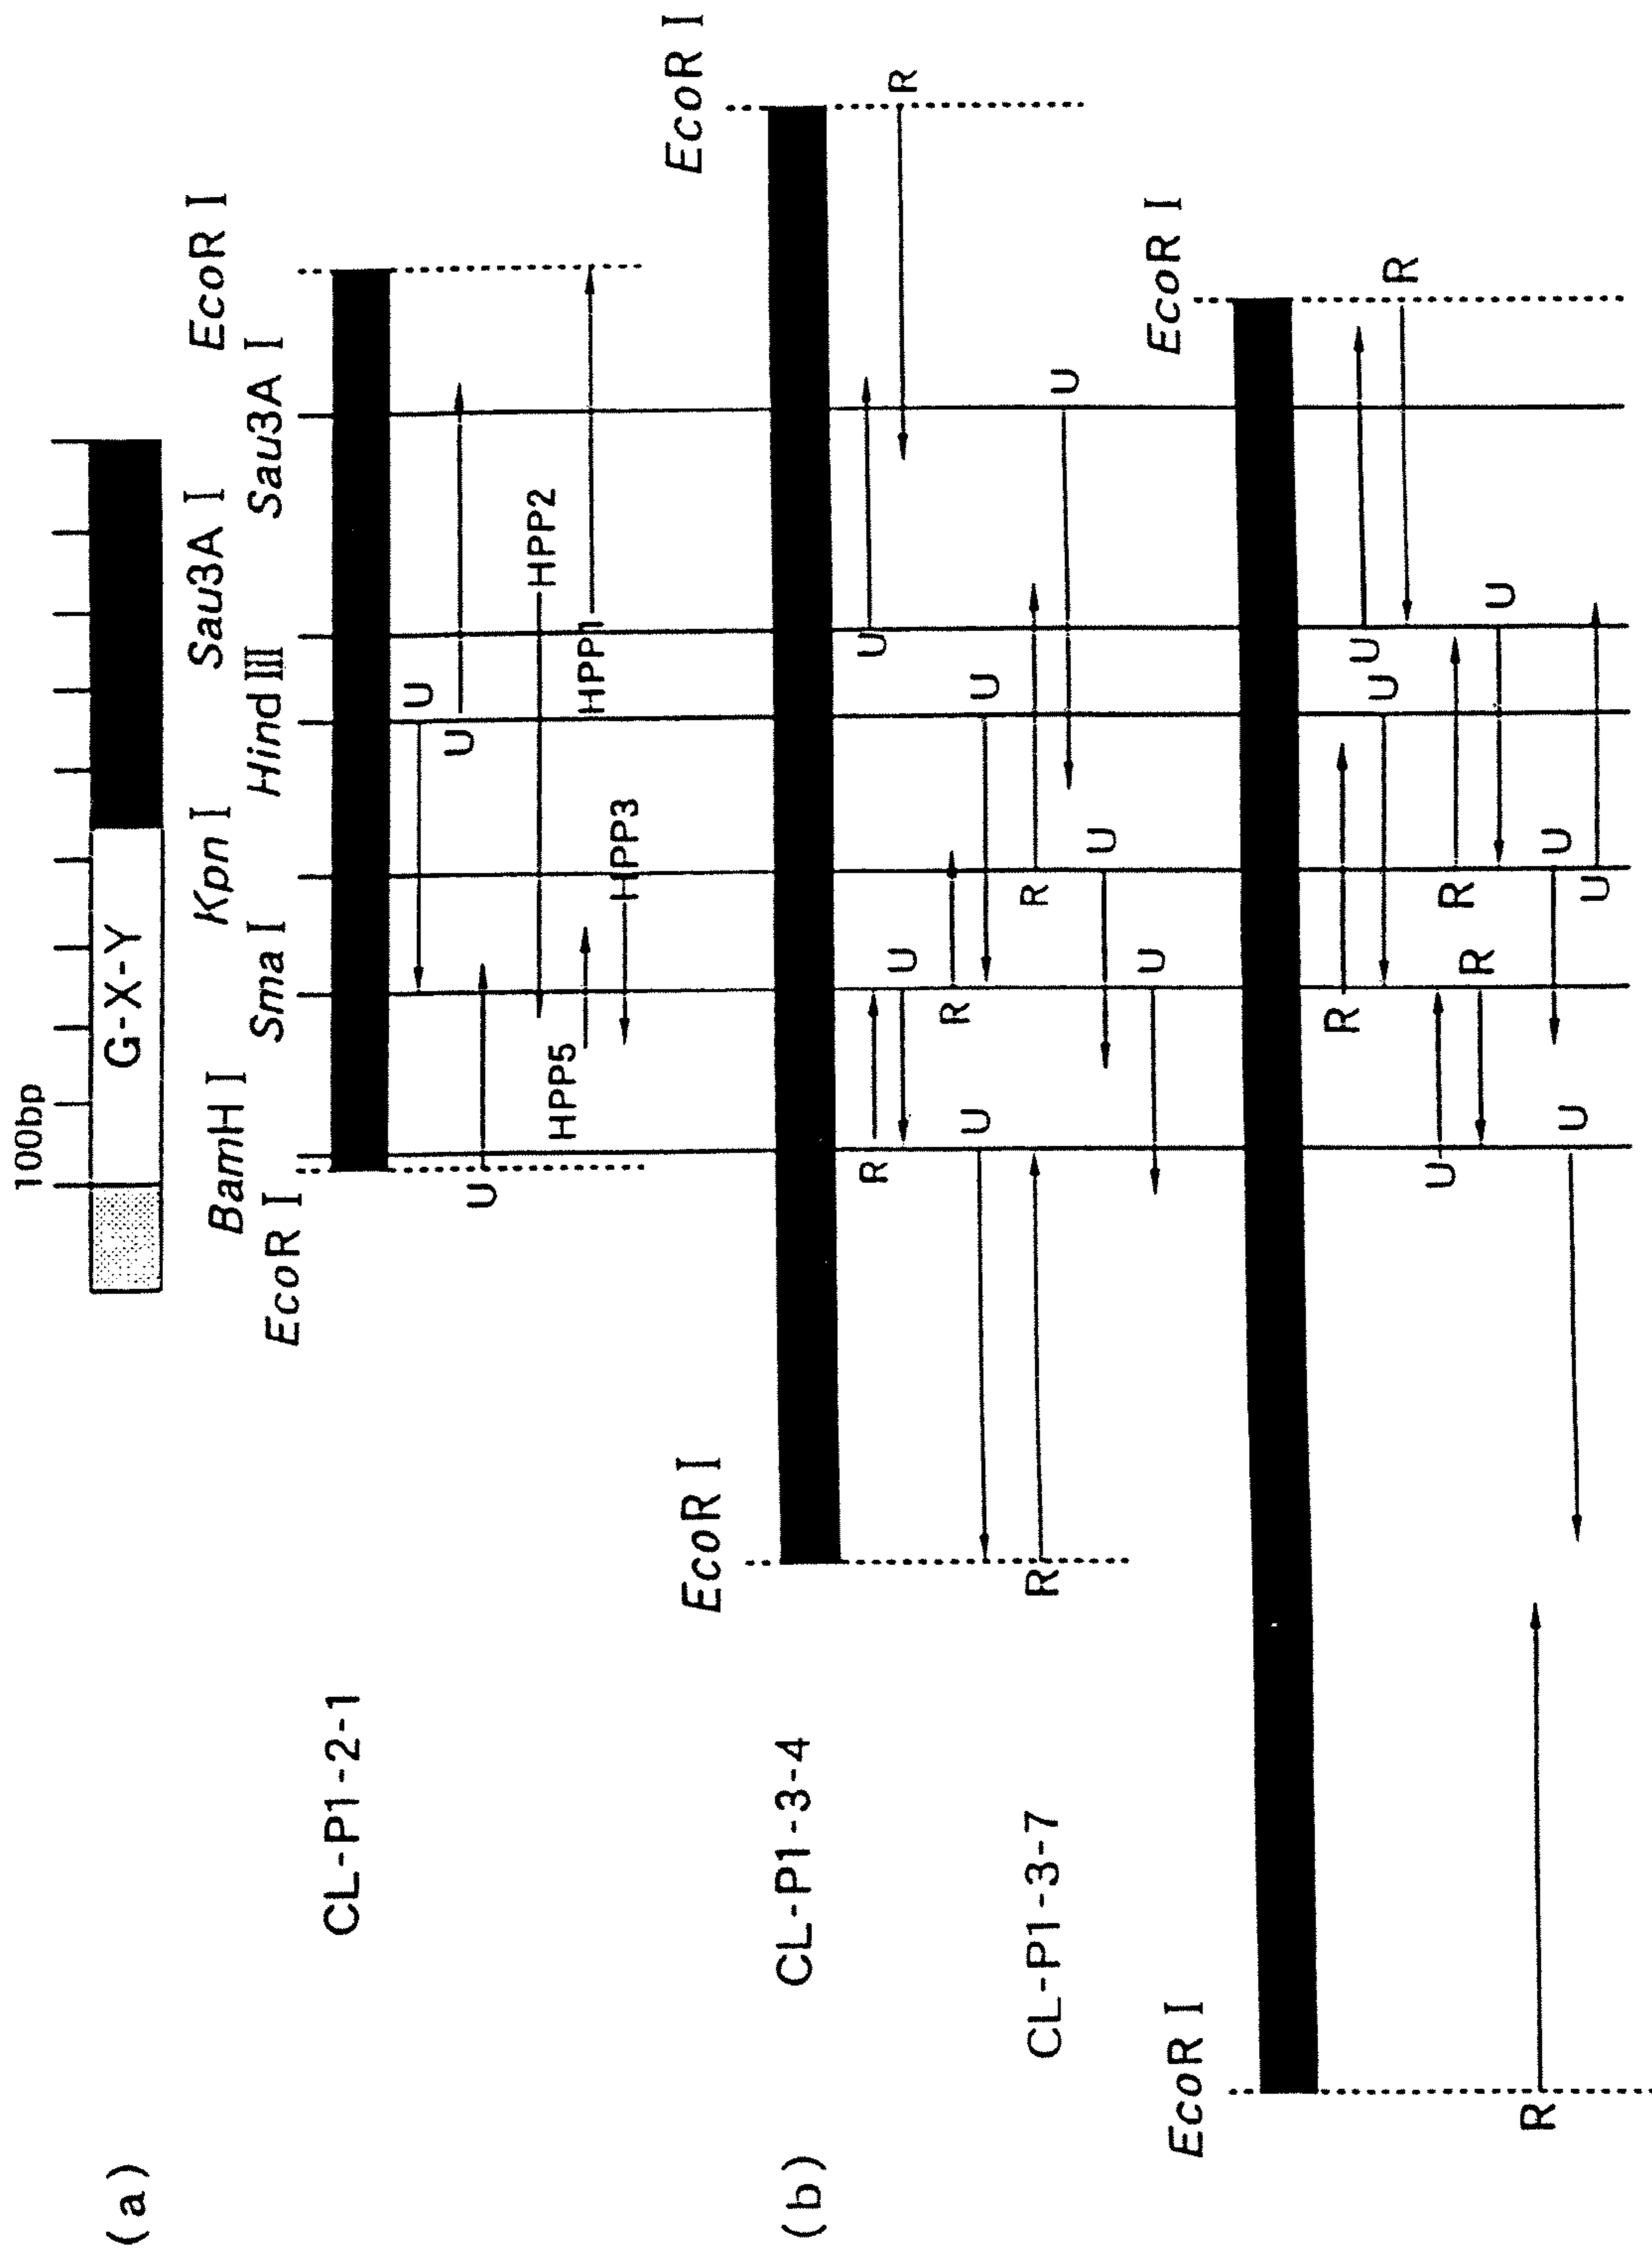 (a)
100bp
G-X-Y
EcoR I
BamH I
Sma I
Kpn I
Hind III
Sau3A I
Sau3A I
EcoR I
CL-P1-2-1
U
U
U
HPP2
HPP5
HPP1
HPP3
(b)
CL-P1-3-4
EcoR I
EcoR I
U
R
R
U
R
U
U
R
R
U
U
U
CL-P1-3-7
EcoR I
EcoR I
U
R
R
U
U
R
R
U
R
U
U
U